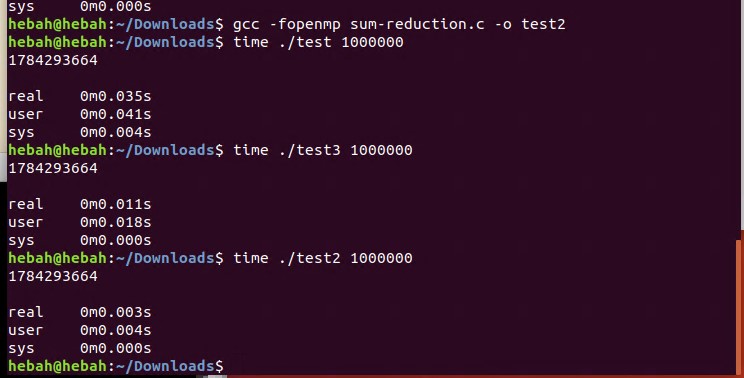 sys     0m0.000s
hebah@hebah:~/Downloads$ gcc -fopenmp sum-reduction.c -o test2
hebah@hebah:~/Downloads$ time ./test 1000000
1784293664

real    0m0.035s
user    0m0.041s
sys     0m0.004s
hebah@hebah:~/Downloads$ time ./test3 1000000
1784293664

real    0m0.011s
user    0m0.018s
sys     0m0.000s
hebah@hebah:~/Downloads$ time ./test2 1000000
1784293664

real    0m0.003s
user    0m0.004s
sys     0m0.000s
hebah@hebah:~/Downloads$